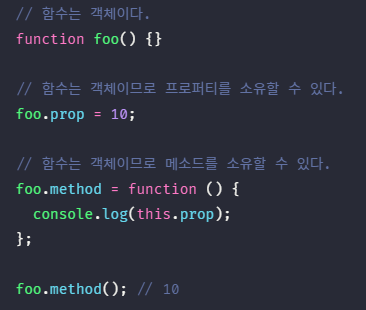 // 함수는 객체이다.
function foo() {}
// 함수는 객체이므로 프로퍼티를 소유할 수 있다.
foo.prop = 10;
// 함수는 객체이므로 메소드를 소유할 수 있다.
foo.method = function () {
  console.log(this.prop);
};
foo.method(); // 10